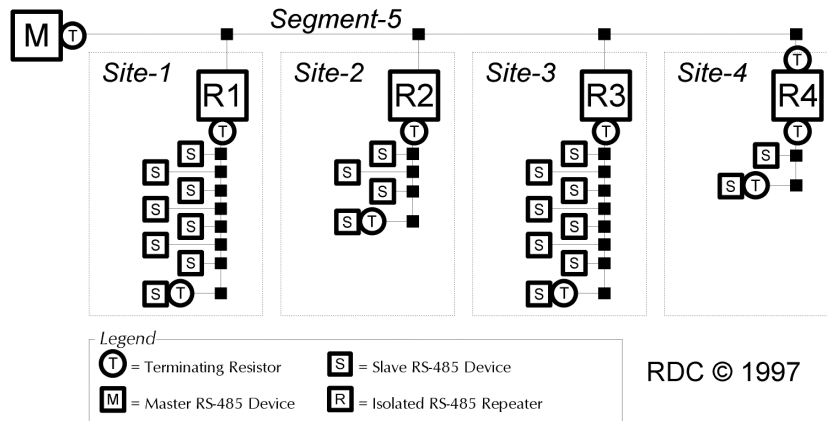 Segment-5
M T
T
Site-1 Site-2 Site-3 Site-4
R1 R2 R3 R4
T T T T
S S S S
S S S
S S S S T
S S T S
S S
S S
S S
S T S T
Legend
T = Terminating Resistor S = Slave RS-485 Device
M = Master RS-485 Device R = Isolated RS-485 Repeater
RDC © 1997